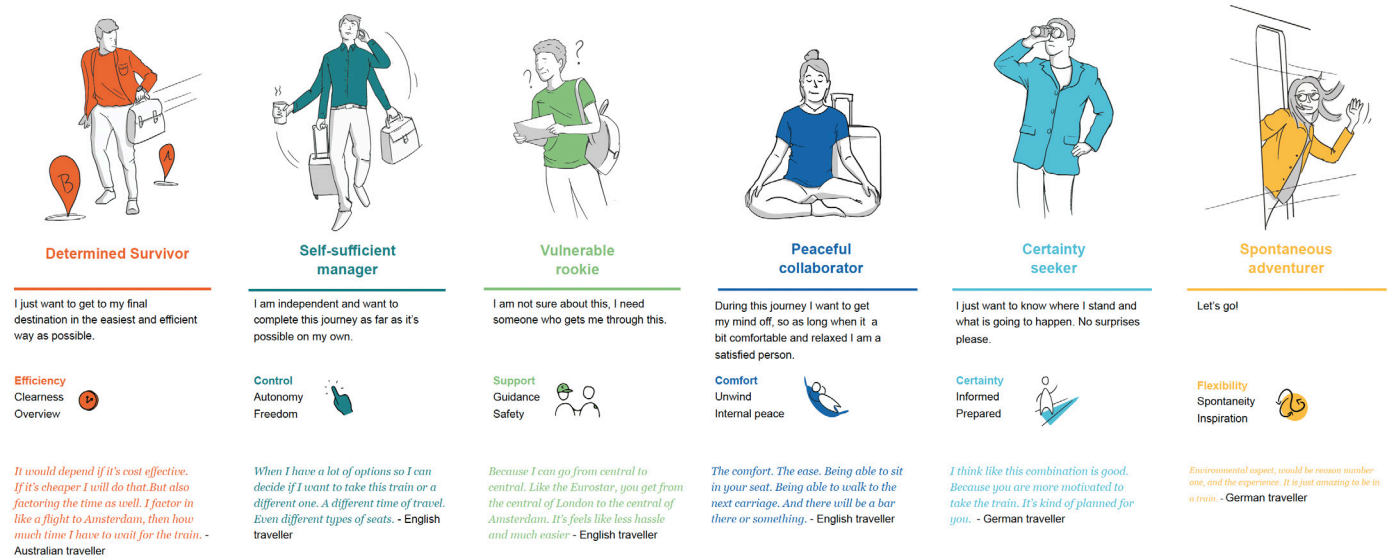 B
A
?
?
Determined Survivor
I just want to get to my final
destination in the easiest and efficient
way as possible.
Efficiency
Clearness
Overview
It would depend if it's cost effective.
If it's cheaper I will do that.But also
factoring the time as well. I factor in
like a flight to Amsterdam, then how
much time I have to wait for the train. -
Australian traveller
Self-sufficient
manager
I am independent and want to
complete this journey as far as it's
possible on my own.
Control
Autonomy
Freedom
When I have a lot of options so I can
decide if I want to take this train or a
different one. A different time of travel.
Even different types of seats. - English
traveller
Vulnerable
rookie
I am not sure about this, I need
someone who gets me through this.
Support
Guidance
Safety
Because I can go from central to
central. Like the Eurostar, you get from
the central of London to the central of
Amsterdam. It's feels like less hassle
and much easier - English traveller
Peaceful
collaborator
During this journey I want to get
my mind off, so as long when it a
bit comfortable and relaxed I am a
satisfied person.
Comfort
Unwind
Internal peace
The comfort. The ease. Being able to sit
in your seat. Being able to walk to the
next carriage. And there will be a bar
there or something. - English traveller
Certainty
seeker
I just want to know where I stand and
what is going to happen. No surprises
please.
Certainty
Informed
Prepared
I think like this combination is good.
Because you are more motivated to
take the train. It's kind of planned for
you. - German traveller
Spontaneous
adventurer
Let's go!
Flexibility
Spontaneity
Inspiration
Environmental aspect, would be reason number
one, and the experience. It is just amazing to be in
a train. - German traveller